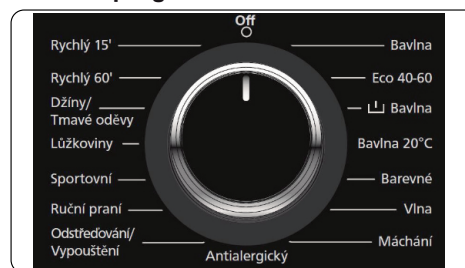 Off
Rychlý 15'
Bavlna
Rychlý 60'
Eco 40-60
Džíny/
Tmavé oděvy
Bavlna
Lůžkoviny
Bavlna 20°C
Sportovní
Barevné
Ruční praní
Vlna
Odstřeďování/
Vypouštění
Máchání
Antialergický